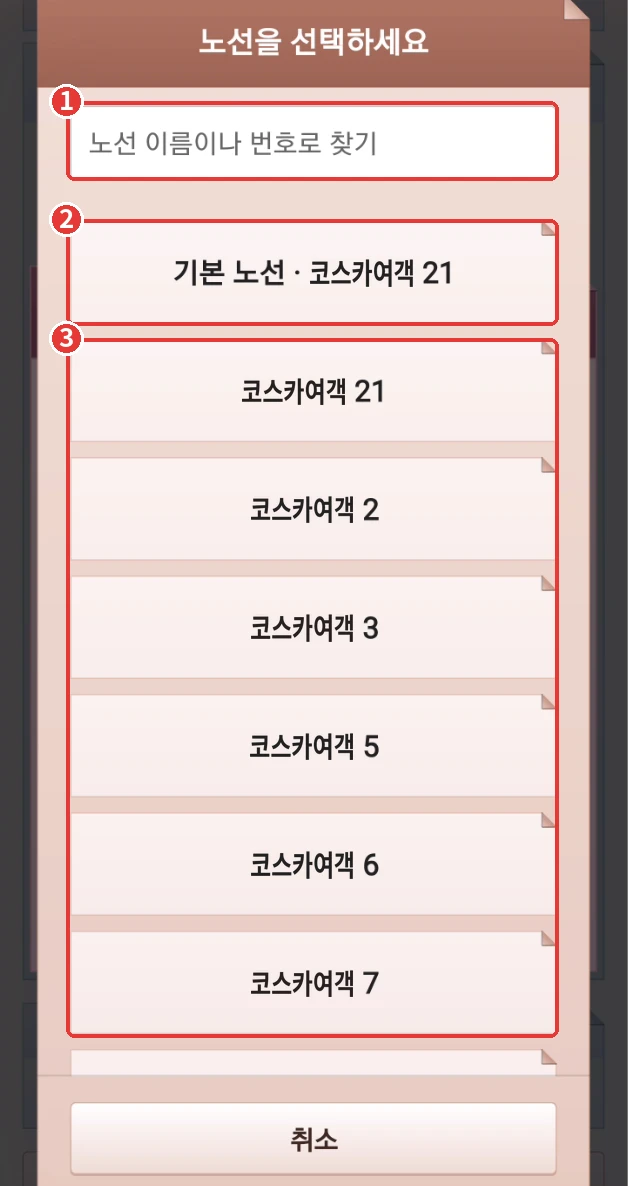 노선을 선택하세요
1
노선 이름이나 번호로 찾기
2
기본 노선 · 코스카여객 21
3
코스카여객 21
코스카여객 2
코스카여객 3
코스카여객 5
코스카여객 6
코스카여객 7
취소